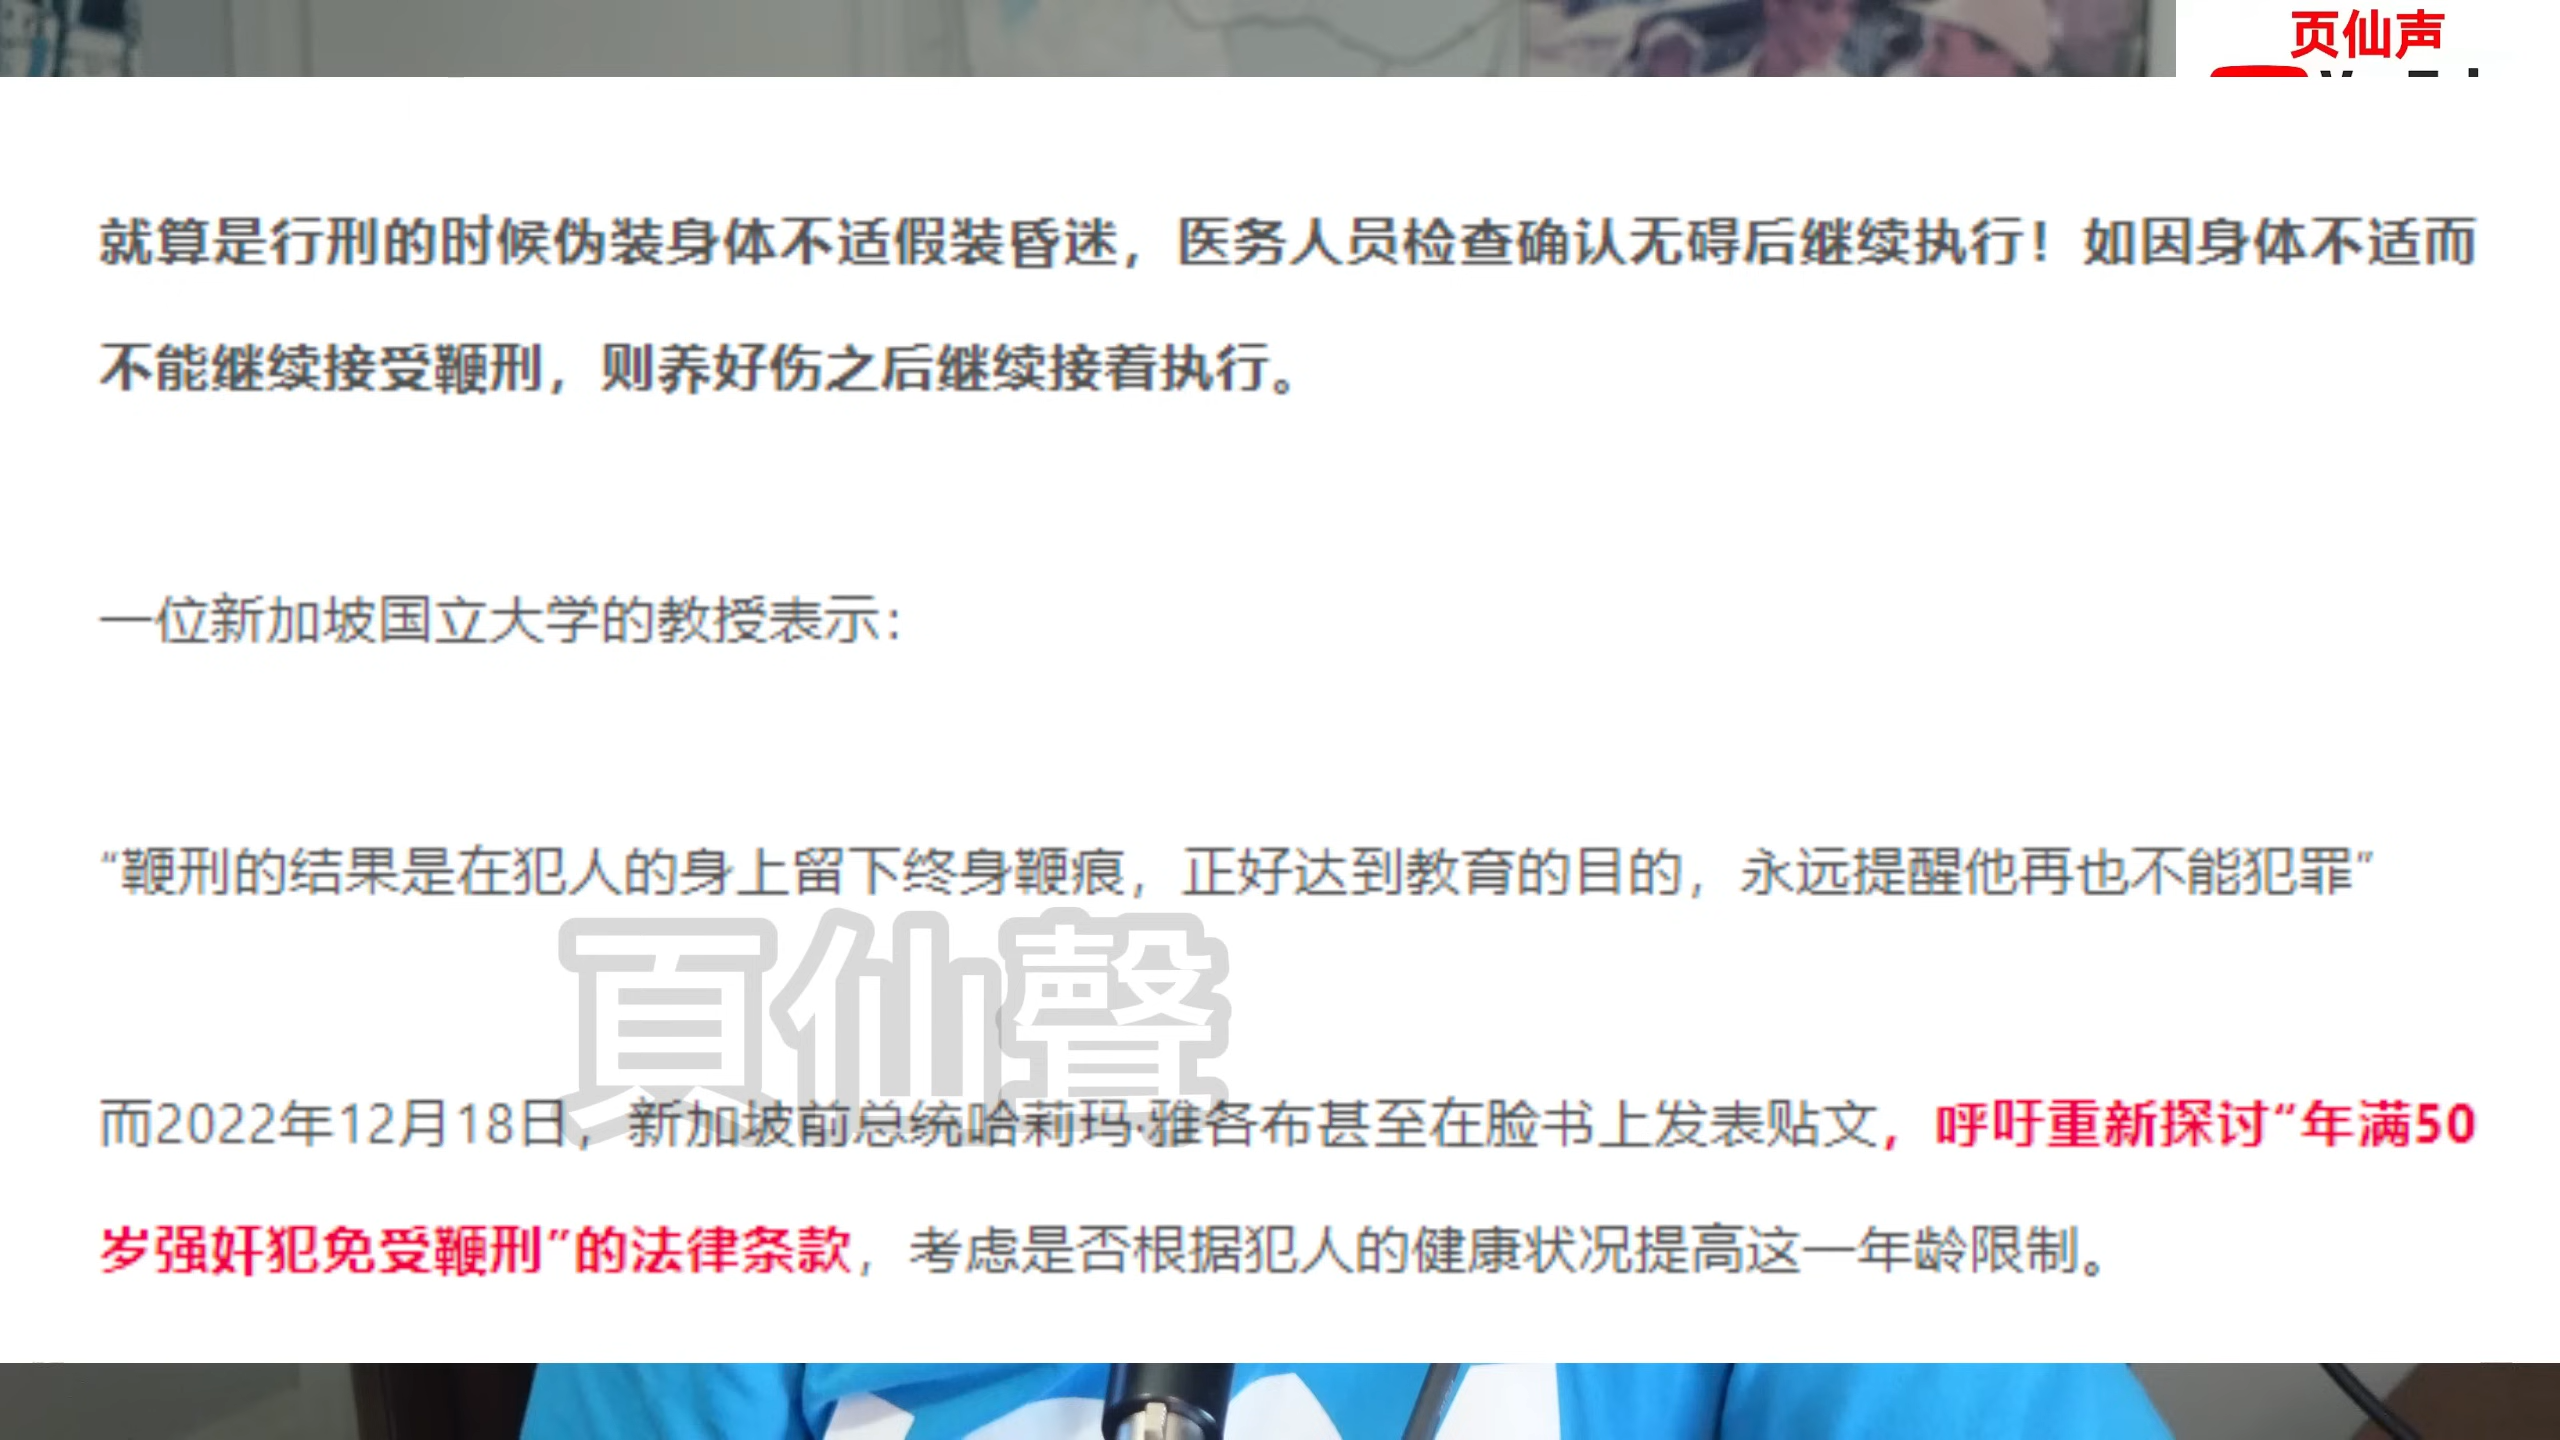 页仙声
就算是行刑的时候伪装身体不适假装昏迷，医务人员检查确认无碍后继续执行！如因身体不适而
不能继续接受鞭刑，则养好伤之后继续接着执行。
一位新加坡国立大学的教授表示：
“鞭刑的结果是在犯人的身上留下终身鞭痕，正好达到教育的目的，永远提醒他再也不能犯罪”
頁仙聲
而2022年12月18日，新加坡前总统哈莉玛·雅各布甚至在脸书上发表贴文，呼吁重新探讨“年满50
岁强奸犯免受鞭刑”的法律条款，考虑是否根据犯人的健康状况提高这一年龄限制。